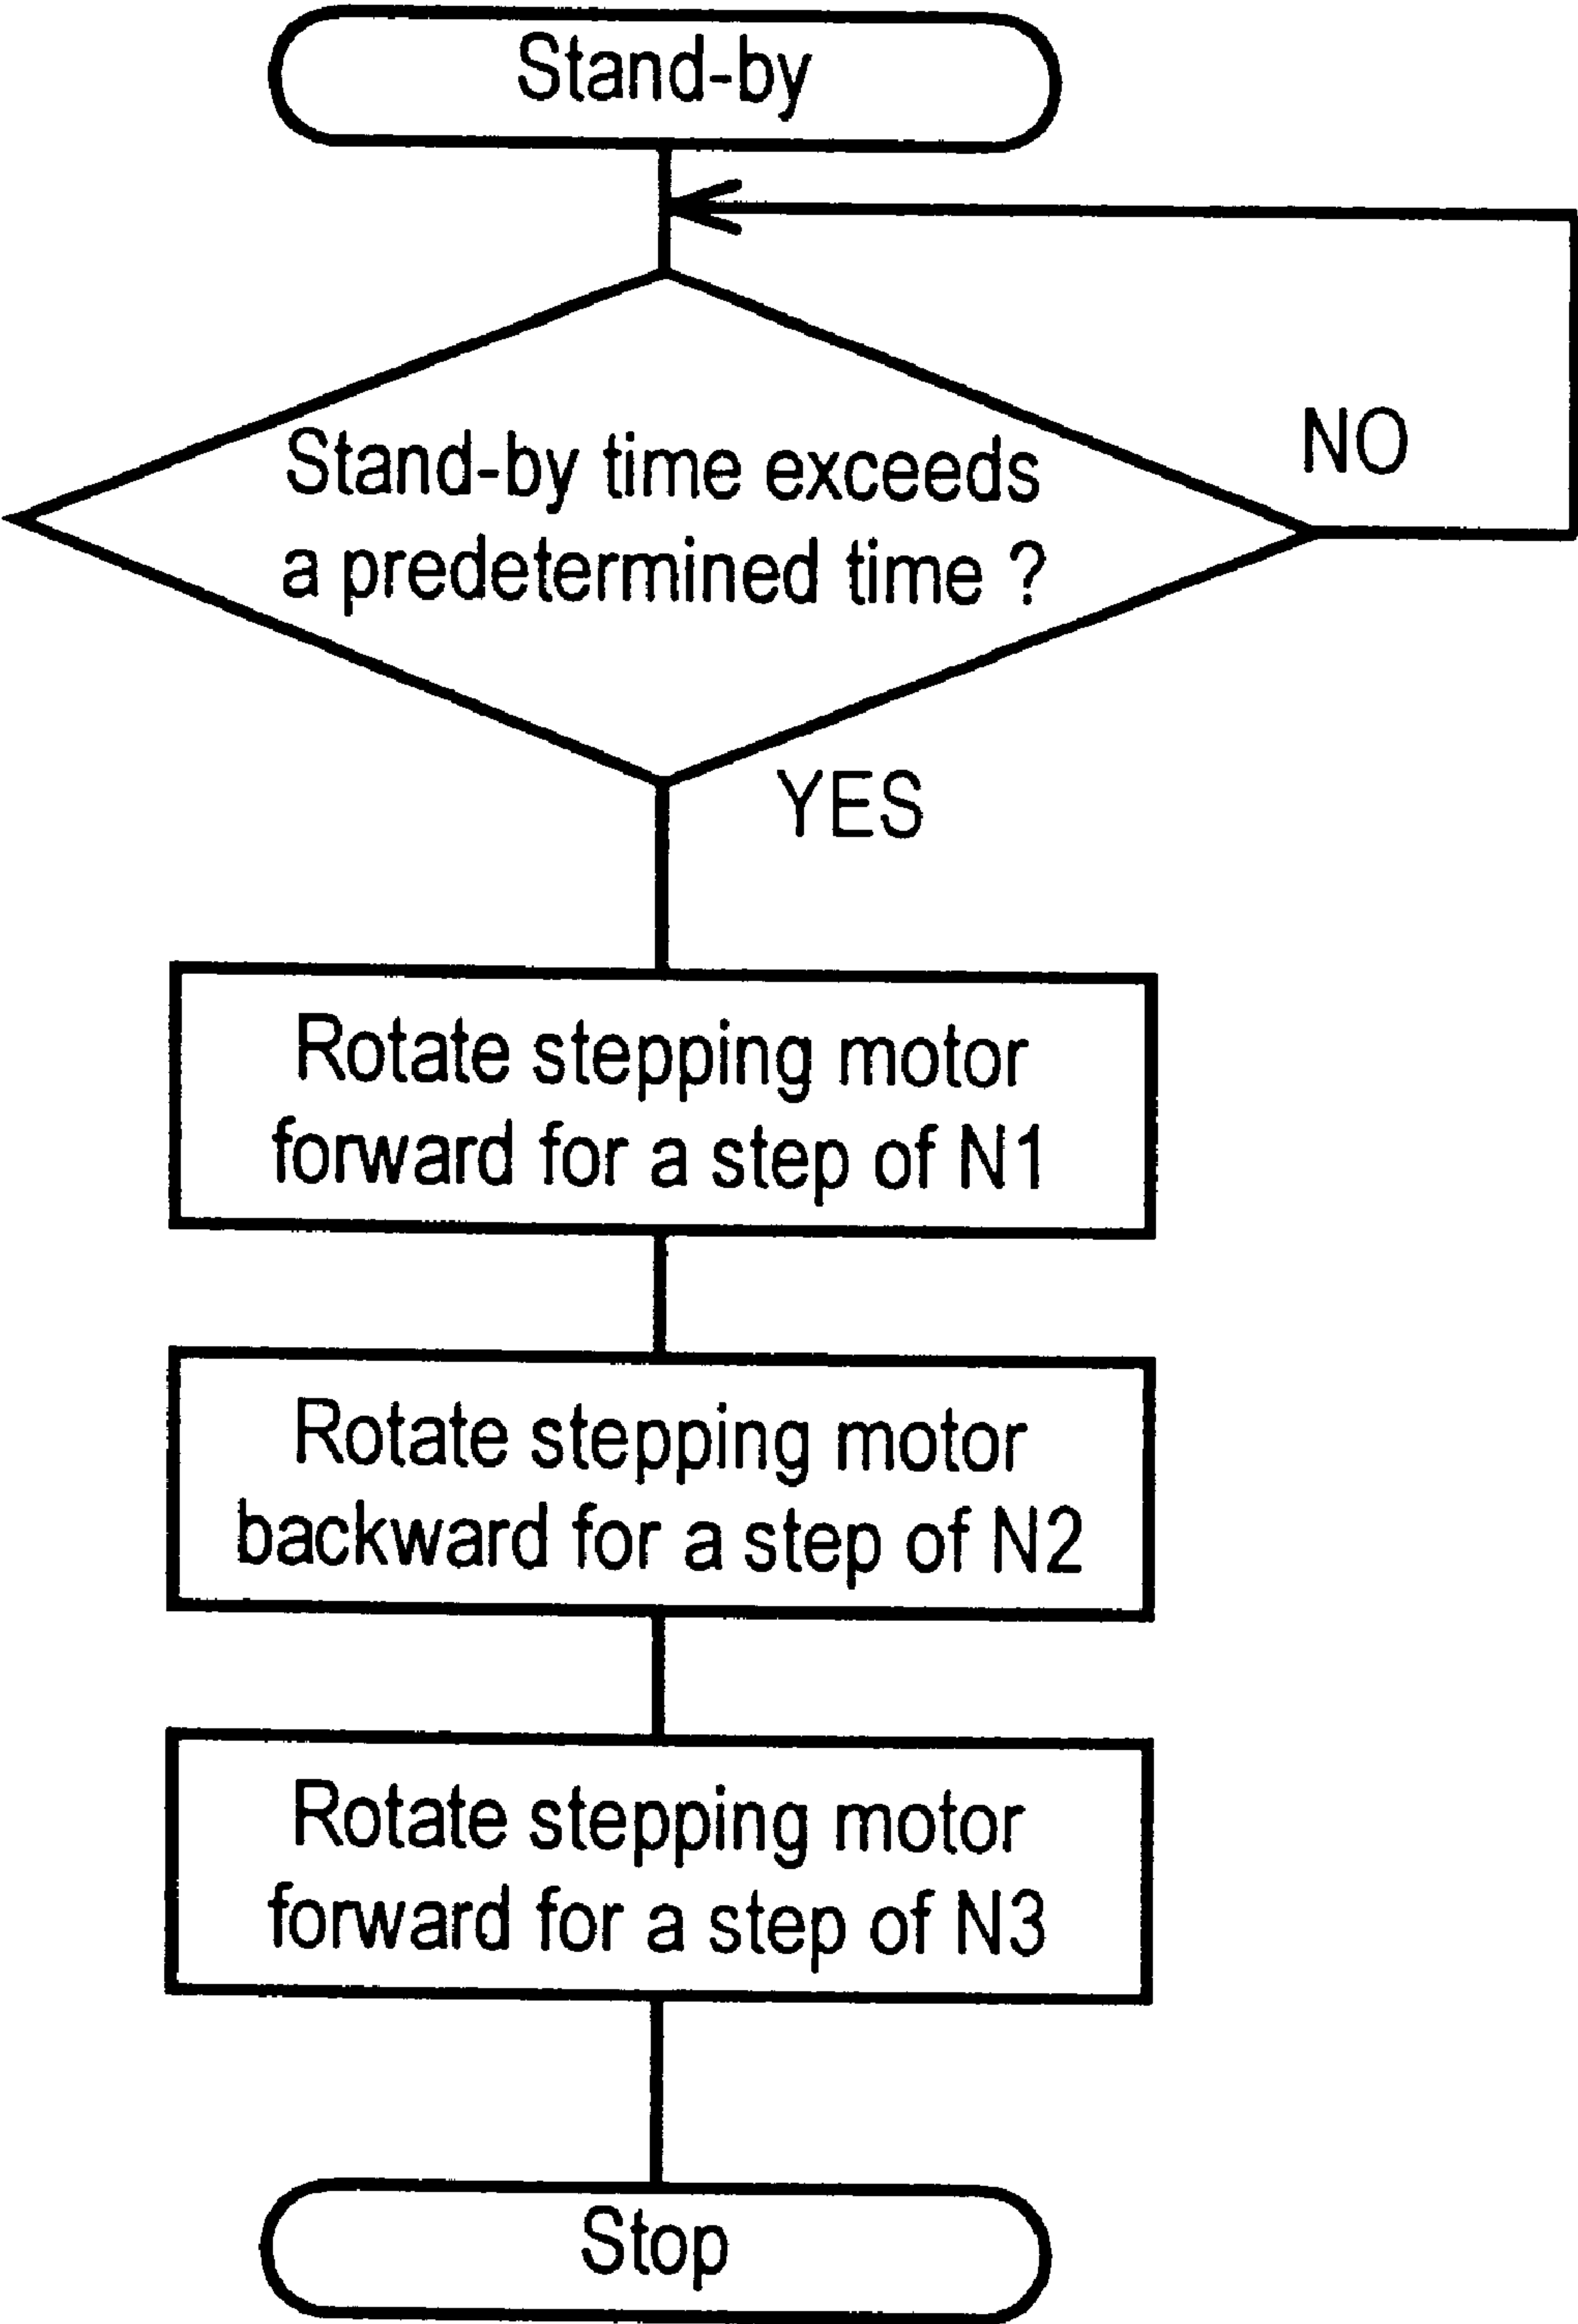 Stand-by
Stand-by time exceeds
a predetermined time ?
NO
YES
Rotate stepping motor
forward for a step of N1
Rotate stepping motor
backward for a step of N2
Rotate stepping motor
forward for a step of N3
Stop